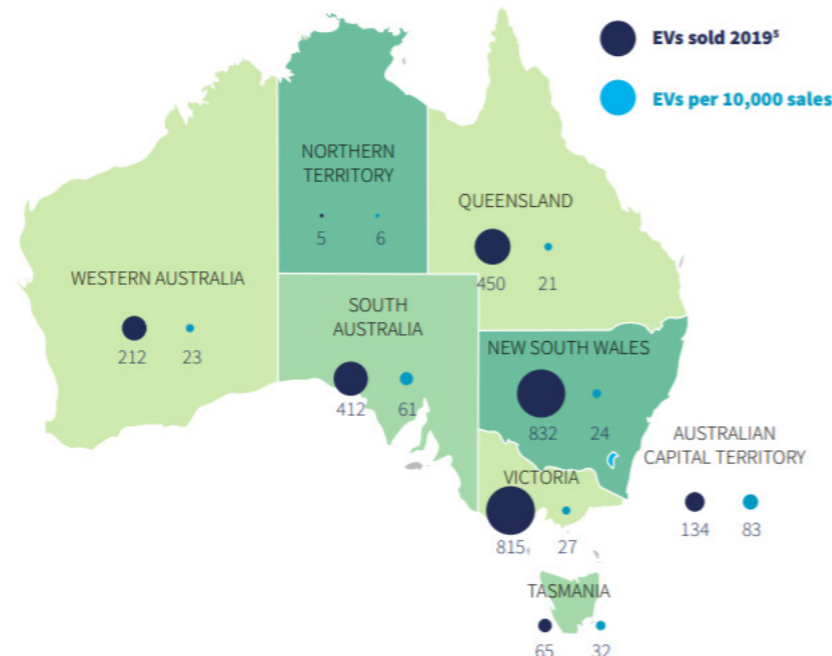 EVs sold 2019⁵
EVs per 10,000 sales
NORTHERN
TERRITORY
5 6
QUEENSLAND
450 21
WESTERN AUSTRALIA
212 23
SOUTH
AUSTRALIA
412 61
NEW SOUTH WALES
832 24
AUSTRALIAN
CAPITAL TERRITORY
134 83
VICTORIA
815 27
TASMANIA
65 32